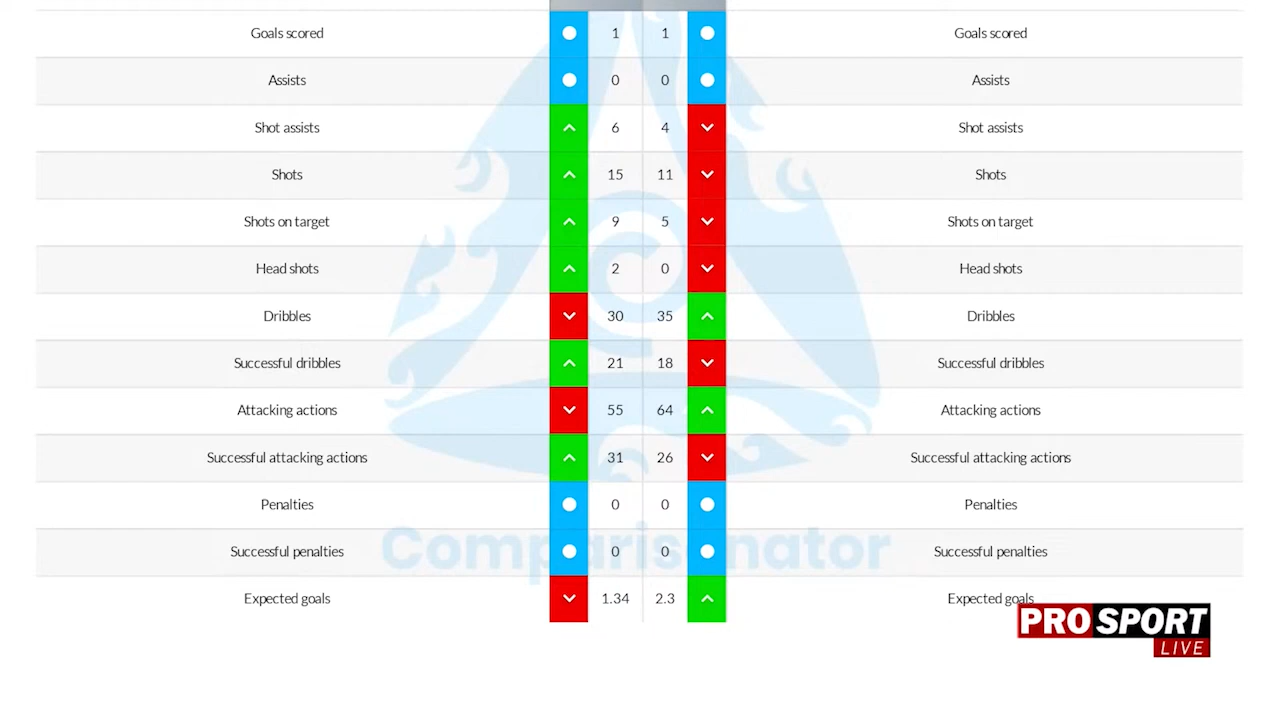 Goals scored 1 1 Goals scored
Assists 0 0 Assists
Shot assists 6 4 Shot assists
Shots 15 11 Shots
Shots on target 9 5 Shots on target
Head shots 2 0 Head shots
Dribbles 30 35 Dribbles
Successful dribbles 21 18 Successful dribbles
Attacking actions 55 64 Attacking actions
Successful attacking actions 31 26 Successful attacking actions
Penalties 0 0 Penalties
Comparisonator
Successful penalties 0 0 Successful penalties
Expected goals 1.34 2.3 Expected goals
PRO SPORT
LIVE